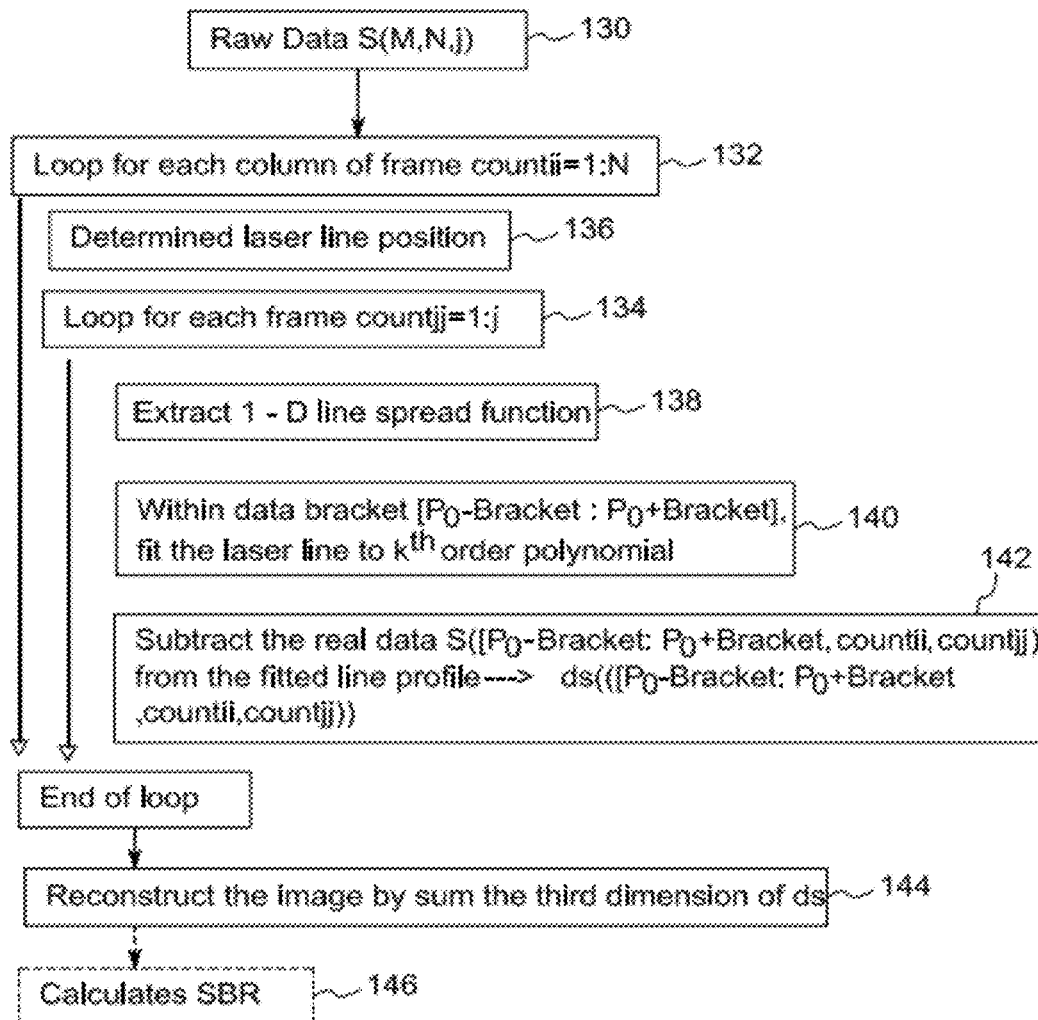 Raw Data S(M,N,j) 130
Loop for each column of frame countii=1:N 132
Determined laser line position 136
Loop for each frame countjj=1:j 134
Extract 1 - D line spread function 138
Within data bracket [P0-Bracket : P0+Bracket],
fit the laser line to kth order polynomial 140
142
Subtract the real data S([P0-Bracket: P0+Bracket,countii,countjj)
from the fitted line profile---> ds(([P0-Bracket: P0+Bracket
,countii,countjj))
End of loop
Reconstruct the image by sum the third dimension of ds 144
Calculates SBR 146